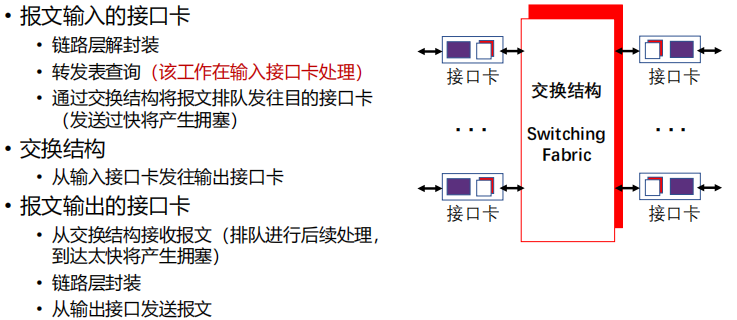 • 报文输入的接口卡
• 链路层解封装
• 转发表查询（该工作在输入接口卡处理）
• 通过交换结构将报文排队发往目的接口卡
（发送过快将产生拥塞）
• 交换结构
• 从输入接口卡发往输出接口卡
• 报文输出的接口卡
• 从交换结构接收报文（排队进行后续处理，
到达太快将产生拥塞）
• 链路层封装
• 从输出接口发送报文
接口卡
···
接口卡
交换结构
Switching
Fabric
接口卡
···
接口卡